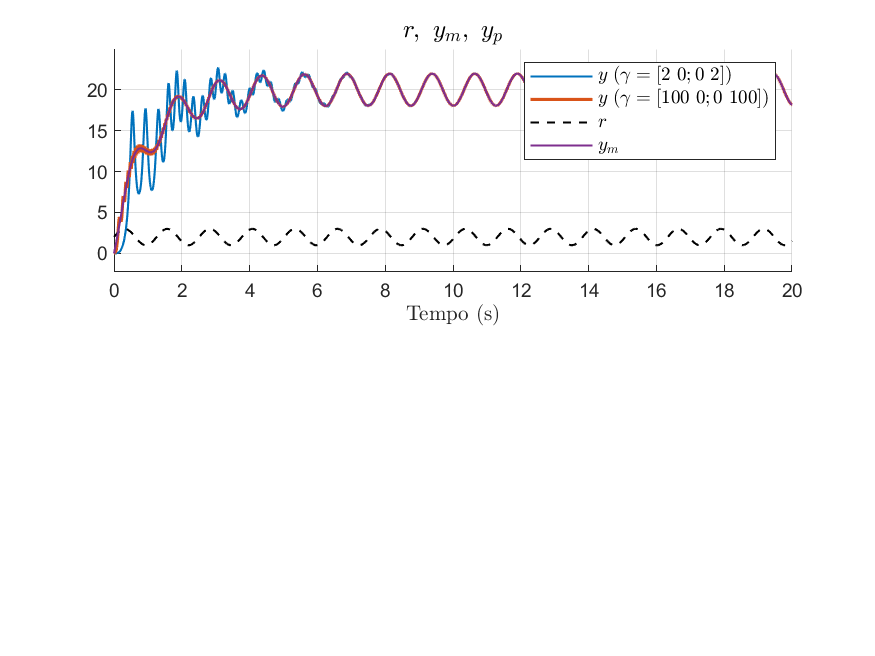 r, y_m, y_p
20
15
10
5
0
y (γ = [2 0; 0 2])
y (γ = [100 0; 0 100])
r
y_m
0 2 4 6 8 10 12 14 16 18 20
Tempo (s)